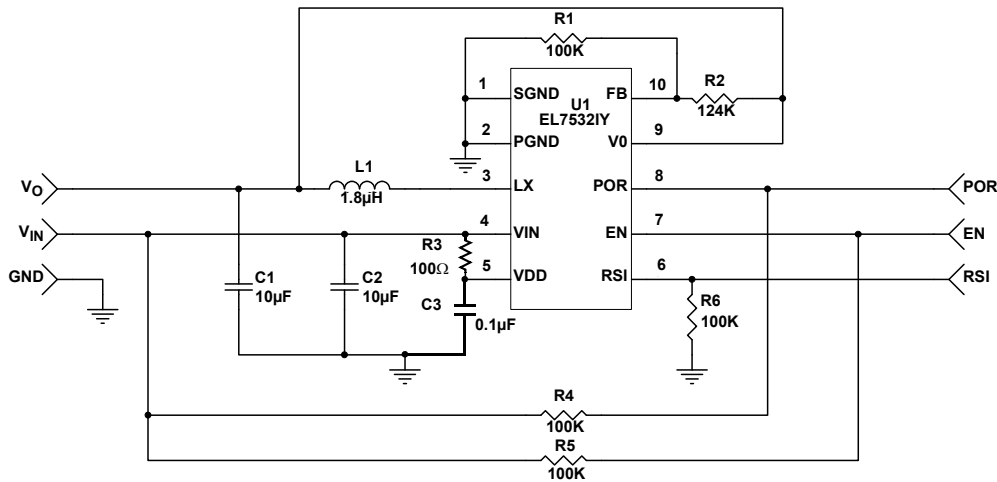 R1
100K
1
SGND
U1
EL7532IY
FB
10
R2
124K
2
PGND
V0
9
VO
L1
1.8µH
3
LX
POR
8
POR
VIN
4
VIN
EN
7
EN
R3
100Ω
GND
5
VDD
RSI
6
RSI
C1
10µF
C2
10µF
C3
0.1µF
R6
100K
R4
100K
R5
100K